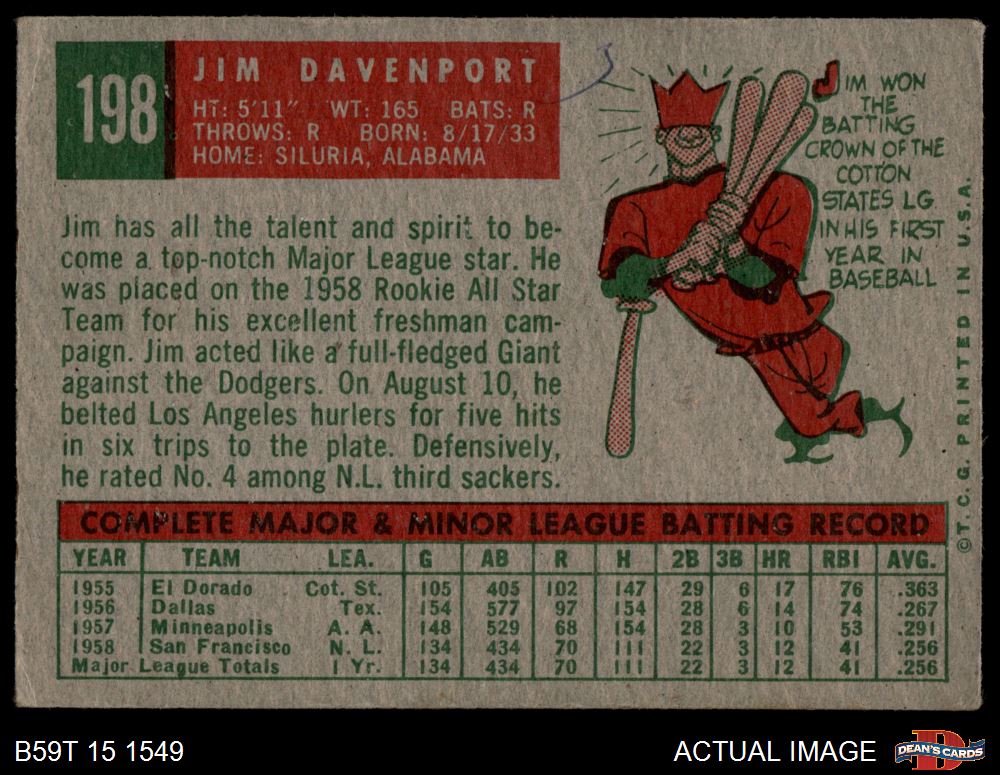 198
JIM DAVENPORT
HT: 5'11" WT: 165 BATS: R
THROWS: R BORN: 8/17/33
HOME: SILURIA, ALABAMA
JIM WON
THE
BATTING
CROWN OF THE
COTTON
STATES LG.
IN HIS FIRST
YEAR IN
BASEBALL
Jim has all the talent and spirit to be-
come a top-notch Major League star. He
was placed on the 1958 Rookie All Star
Team for his excellent freshman cam-
paign. Jim acted like a full-fledged Giant
against the Dodgers. On August 10, he
belted Los Angeles hurlers for five hits
in six trips to the plate. Defensively,
he rated No. 4 among N.L. third sackers.
©T.C.G. PRINTED IN U.S.A.
COMPLETE MAJOR & MINOR LEAGUE BATTING RECORD
YEAR TEAM LEA. G AB R H 2B 3B HR RBI AVG.
1955 El Dorado Cot. St. 105 405 102 147 29 6 17 76 .363
1956 Dallas Tex. 154 577 97 154 28 6 14 74 .267
1957 Minneapolis A. A. 148 529 68 154 28 3 10 53 .291
1958 San Francisco N. L. 134 434 70 111 22 3 12 41 .256
Major League Totals 1 Yr. 134 434 70 111 22 3 12 41 .256
B59T 15 1549
ACTUAL IMAGE
DEAN'S CARDS